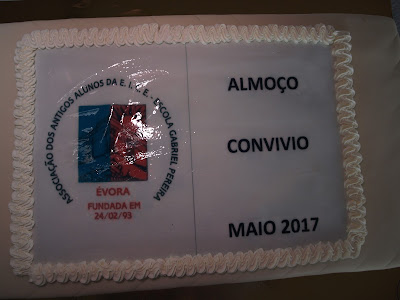 ASSOCIAÇÃO DOS ANTIGOS ALUNOS DA E. I. C. E. - ESCOLA GABRIEL PEREIRA
ÉVORA
FUNDADA EM
24/02/93
ALMOÇO
CONVIVIO
MAIO 2017